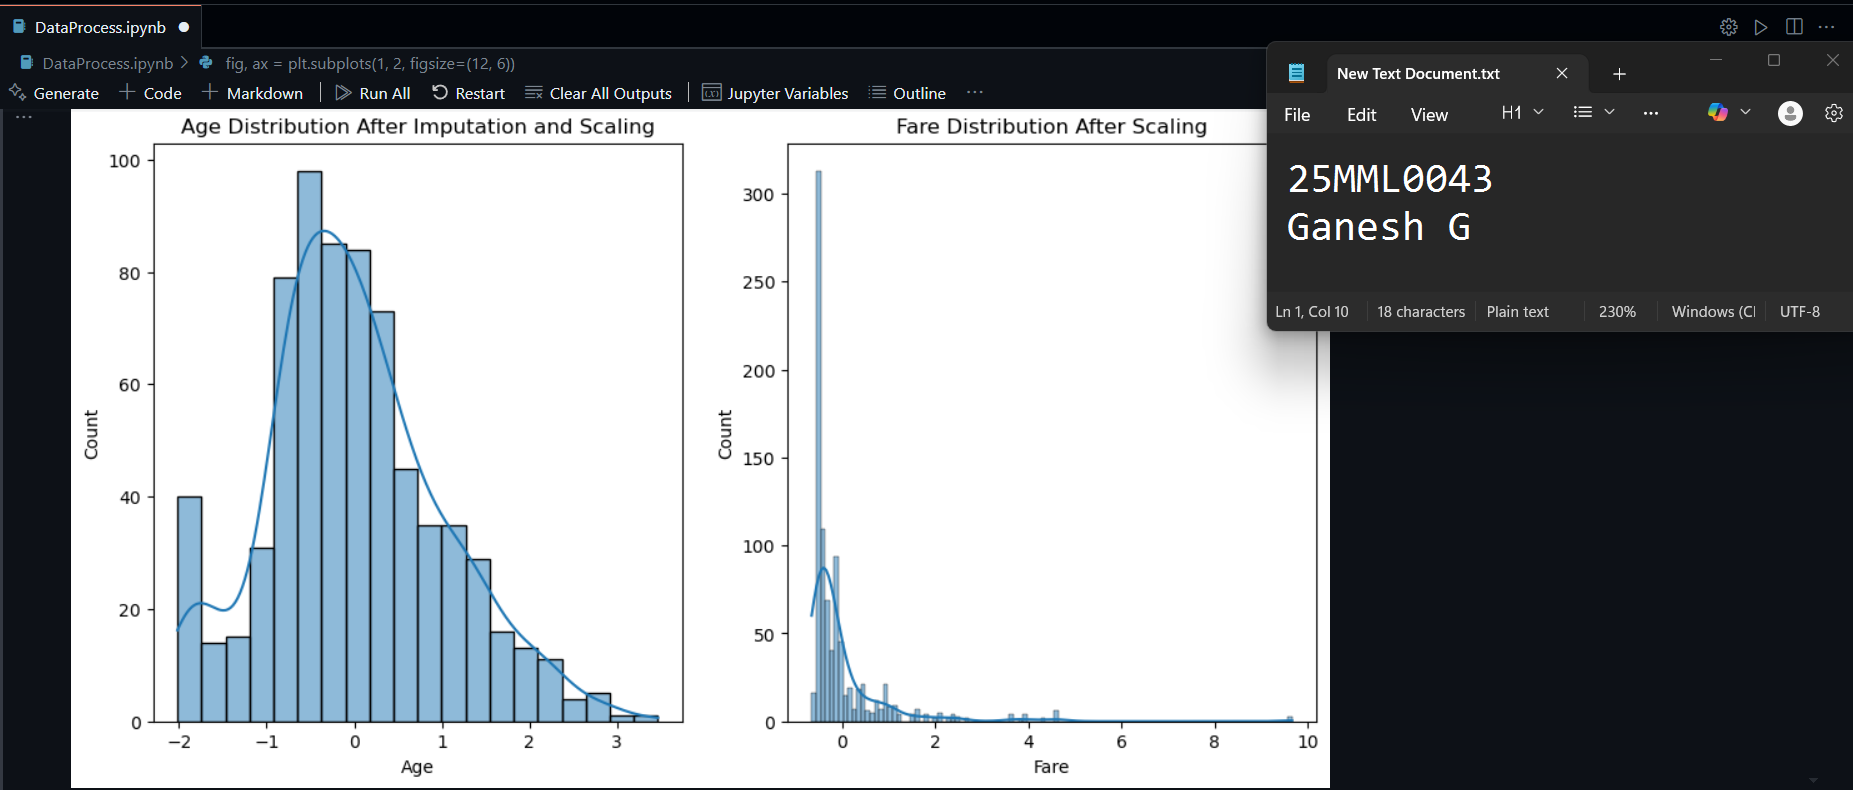 DataProcess.ipynb
DataProcess.ipynb > fig, ax = plt.subplots(1, 2, figsize=(12, 6))
Generate + Code + Markdown | Run All Restart Clear All Outputs | Jupyter Variables Outline ...
...
Age Distribution After Imputation and Scaling
100
80
60
40
20
0
Count
−2 −1 0 1 2 3
Age
Fare Distribution After Scaling
300
250
200
150
100
50
0
Count
0 2 4 6 8 10
Fare
New Text Document.txt
File Edit View H1 ...
25MML0043
Ganesh G
Ln 1, Col 10 18 characters Plain text 230% Windows (Cl UTF-8